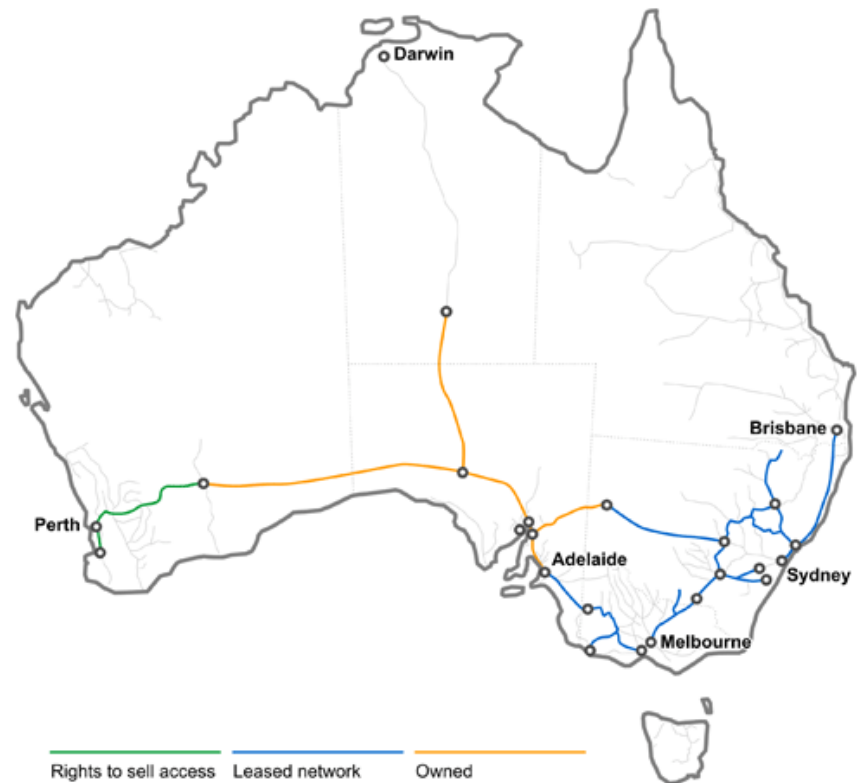 Darwin
Brisbane
Perth
Adelaide
Sydney
Melbourne
Rights to sell access
Leased network
Owned